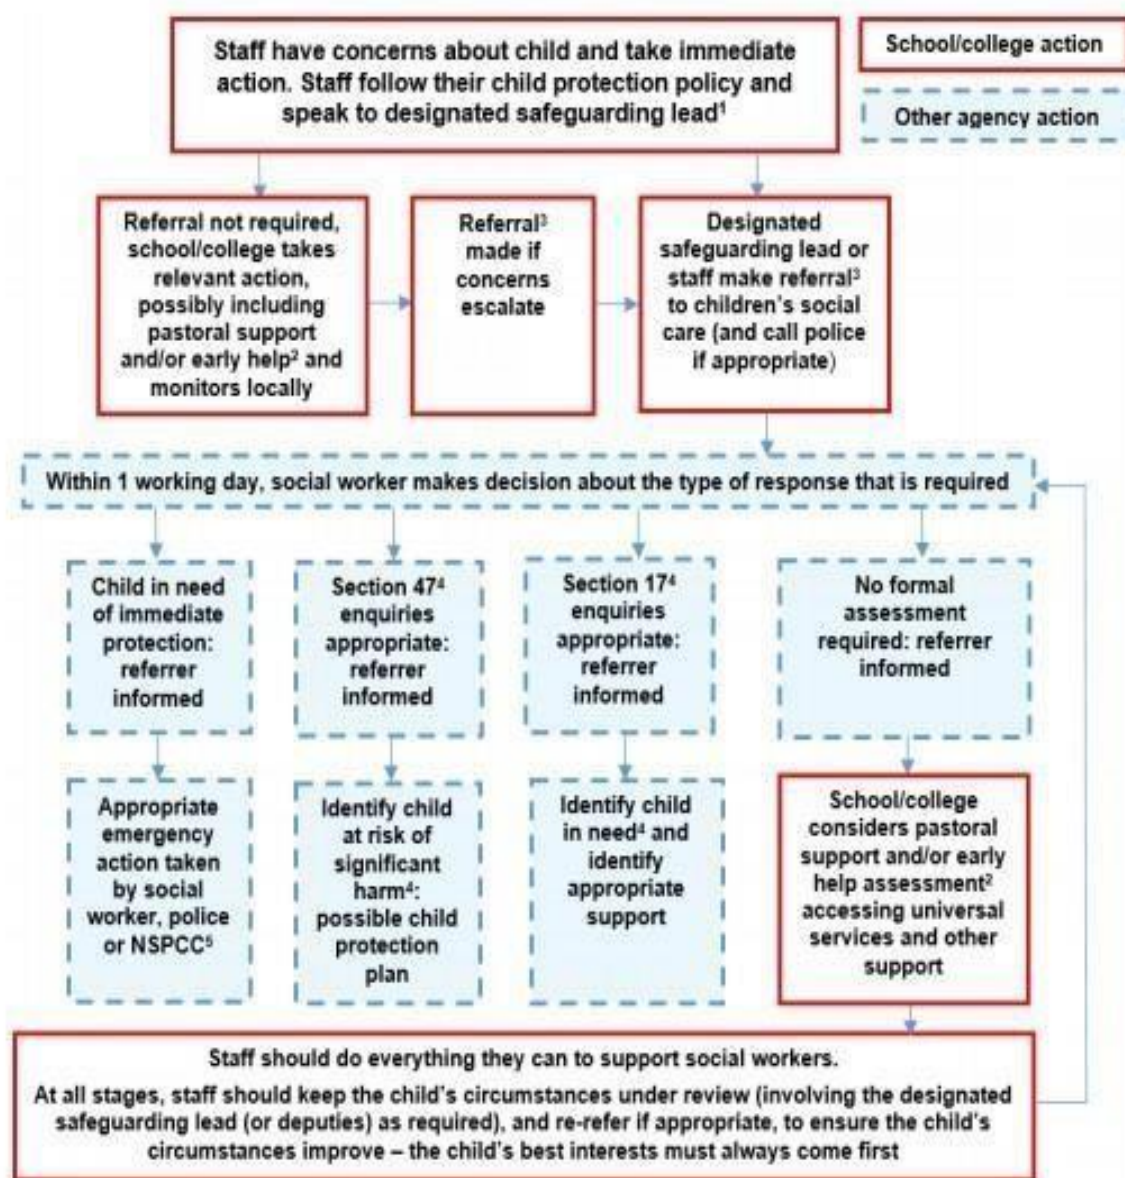 Staff have concerns about child and take immediate
action. Staff follow their child protection policy and
speak to designated safeguarding lead¹
School/college action
Other agency action
Referral not required,
school/college takes
relevant action,
possibly including
pastoral support
and/or early help² and
monitors locally
Referral³
made if
concerns
escalate
Designated
safeguarding lead or
staff make referral³
to children's social
care (and call police
if appropriate)
Within 1 working day, social worker makes decision about the type of response that is required
Child in need
of immediate
protection:
referrer
informed
Section 47⁴
enquiries
appropriate:
referrer
informed
Section 17⁴
enquiries
appropriate:
referrer
informed
No formal
assessment
required: referrer
informed
Appropriate
emergency
action taken
by social
worker, police
or NSPCC⁵
Identify child
at risk of
significant
harm⁴:
possible child
protection
plan
Identify child
in need⁴ and
identify
appropriate
support
School/college
considers pastoral
support and/or early
help assessment²
accessing universal
services and other
support
Staff should do everything they can to support social workers.
At all stages, staff should keep the child's circumstances under review (involving the designated
safeguarding lead (or deputies) as required), and re-refer if appropriate, to ensure the child's
circumstances improve – the child's best interests must always come first